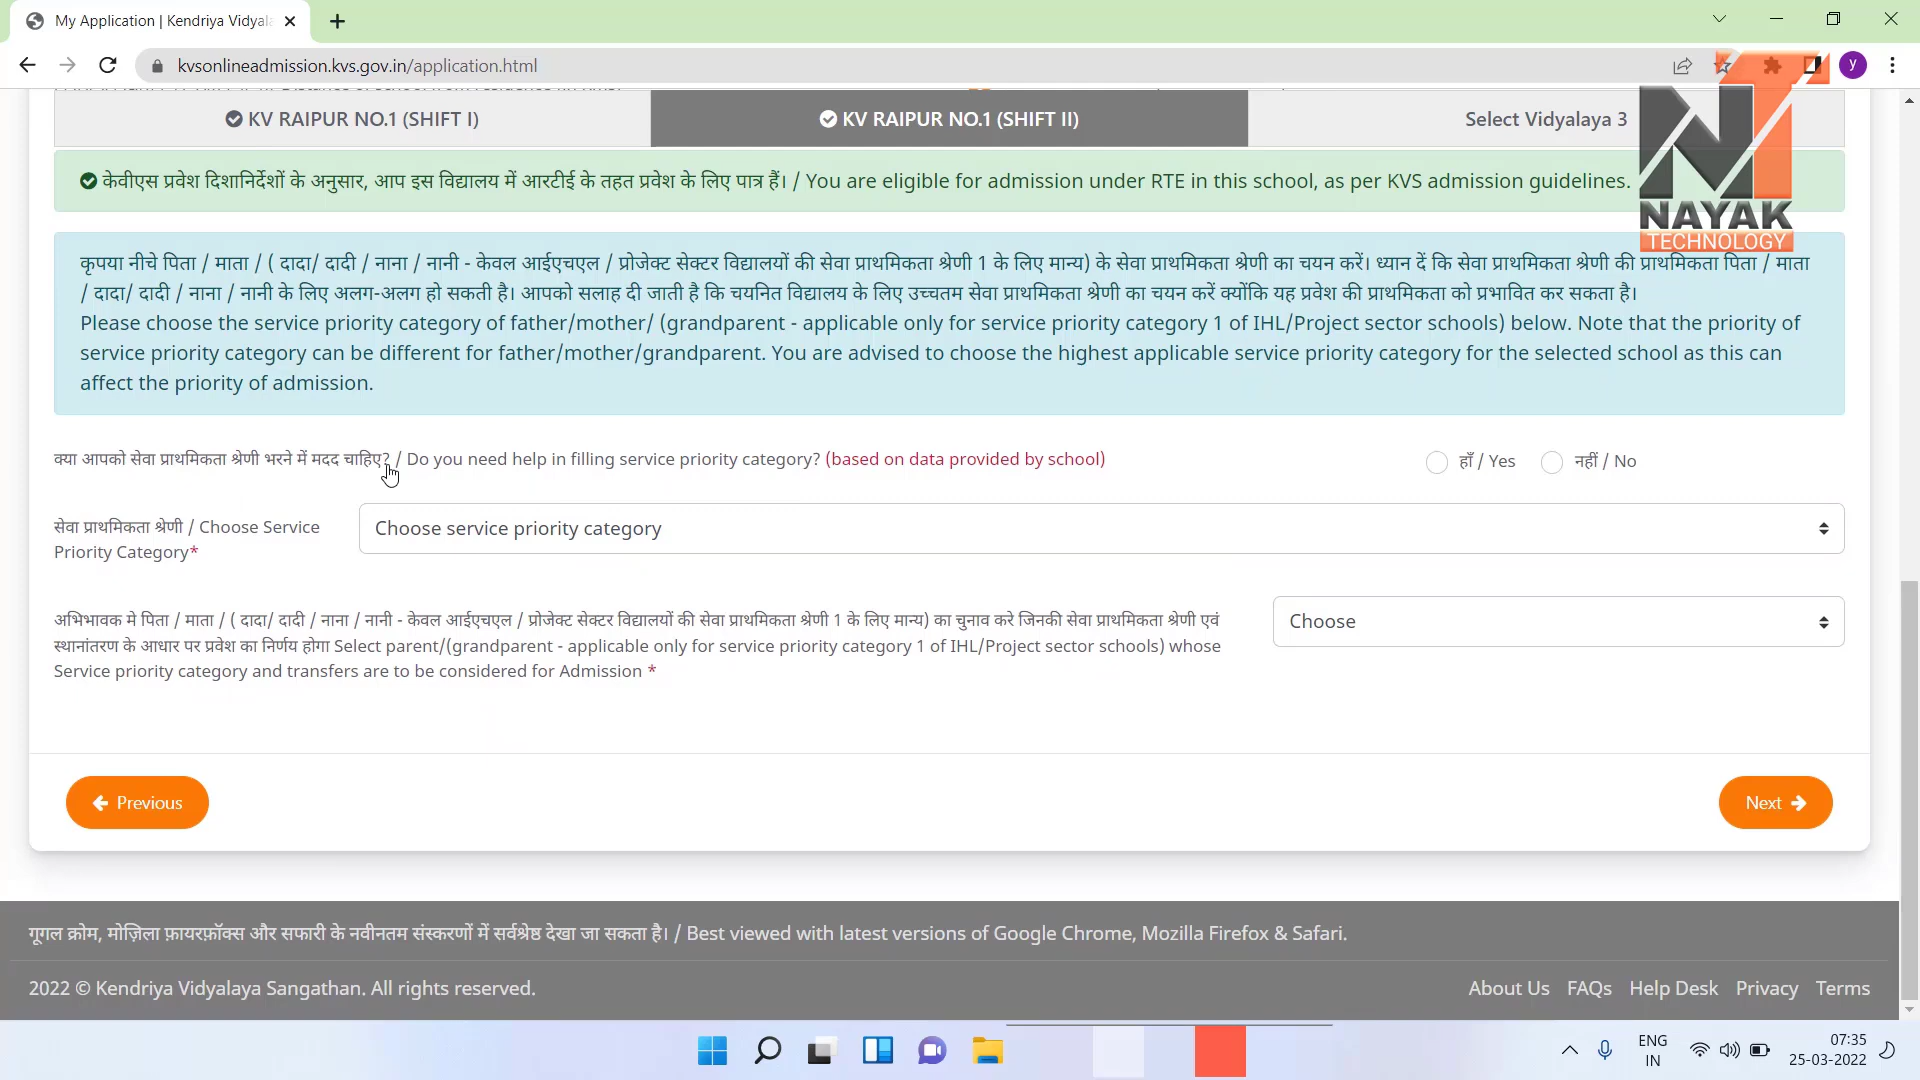 My Application | Kendriya Vidyal
kvsonlineadmission.kvs.gov.in/application.html
y
KV RAIPUR NO.1 (SHIFT I)
KV RAIPUR NO.1 (SHIFT II)
Select Vidyalaya 3
NAYAK
TECHNOLOGY
केवीएस प्रवेश दिशानिर्देशों के अनुसार, आप इस विद्यालय में आरटीई के तहत प्रवेश के लिए पात्र हैं। / You are eligible for admission under RTE in this school, as per KVS admission guidelines.
कृपया नीचे पिता / माता / ( दादा/ दादी / नाना / नानी - केवल आईएचएल / प्रोजेक्ट सेक्टर विद्यालयों की सेवा प्राथमिकता श्रेणी 1 के लिए मान्य) के सेवा प्राथमिकता श्रेणी का चयन करें। ध्यान दें कि सेवा प्राथमिकता श्रेणी की प्राथमिकता पिता / माता
/ दादा/ दादी / नाना / नानी के लिए अलग-अलग हो सकती है। आपको सलाह दी जाती है कि चयनित विद्यालय के लिए उच्चतम सेवा प्राथमिकता श्रेणी का चयन करें क्योंकि यह प्रवेश की प्राथमिकता को प्रभावित कर सकता है।
Please choose the service priority category of father/mother/ (grandparent - applicable only for service priority category 1 of IHL/Project sector schools) below. Note that the priority of
service priority category can be different for father/mother/grandparent. You are advised to choose the highest applicable service priority category for the selected school as this can
affect the priority of admission.
क्या आपको सेवा प्राथमिकता श्रेणी भरने में मदद चाहिए? / Do you need help in filling service priority category? (based on data provided by school)
हाँ / Yes
नहीं / No
सेवा प्राथमिकता श्रेणी / Choose Service
Priority Category*
Choose service priority category
अभिभावक मे पिता / माता / ( दादा/ दादी / नाना / नानी - केवल आईएचएल / प्रोजेक्ट सेक्टर विद्यालयों की सेवा प्राथमिकता श्रेणी 1 के लिए मान्य) का चुनाव करे जिनकी सेवा प्राथमिकता श्रेणी एवं
स्थानांतरण के आधार पर प्रवेश का निर्णय होगा Select parent/(grandparent - applicable only for service priority category 1 of IHL/Project sector schools) whose
Service priority category and transfers are to be considered for Admission *
Choose
Previous
Next
गूगल क्रोम, मोज़िला फ़ायरफ़ॉक्स और सफारी के नवीनतम संस्करणों में सर्वश्रेष्ठ देखा जा सकता है। / Best viewed with latest versions of Google Chrome, Mozilla Firefox & Safari.
2022 © Kendriya Vidyalaya Sangathan. All rights reserved.
About Us FAQs Help Desk Privacy Terms
ENG
IN
07:35
25-03-2022